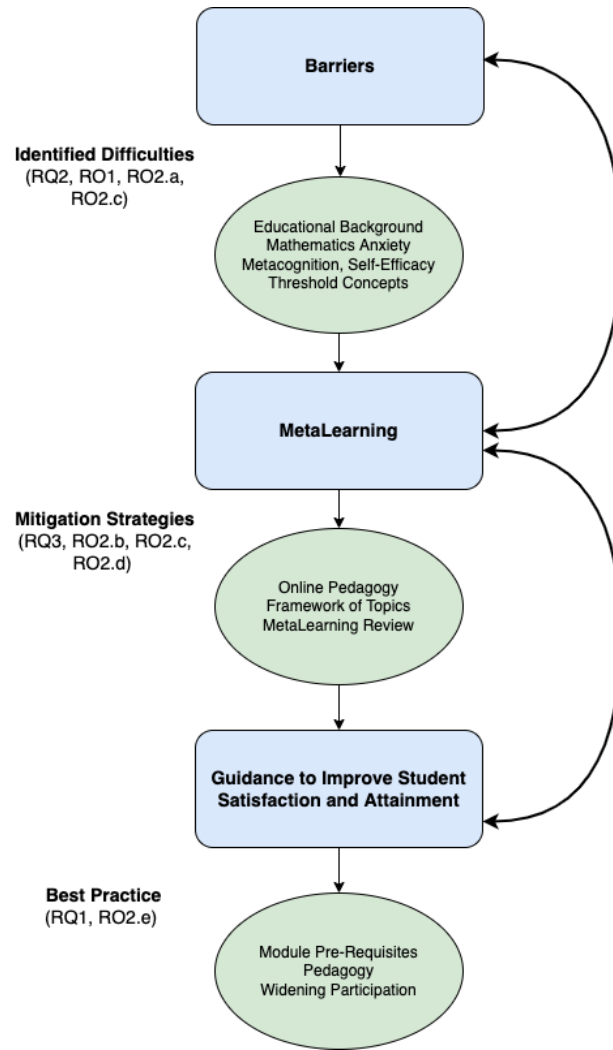 Barriers
Identified Difficulties
(RQ2, RO1, RO2.a,
RO2.c)
Educational Background
Mathematics Anxiety
Metacognition, Self-Efficacy
Threshold Concepts
MetaLearning
Mitigation Strategies
(RQ3, RO2.b, RO2.c,
RO2.d)
Online Pedagogy
Framework of Topics
MetaLearning Review
Guidance to Improve Student
Satisfaction and Attainment
Best Practice
(RQ1, RO2.e)
Module Pre-Requisites
Pedagogy
Widening Participation